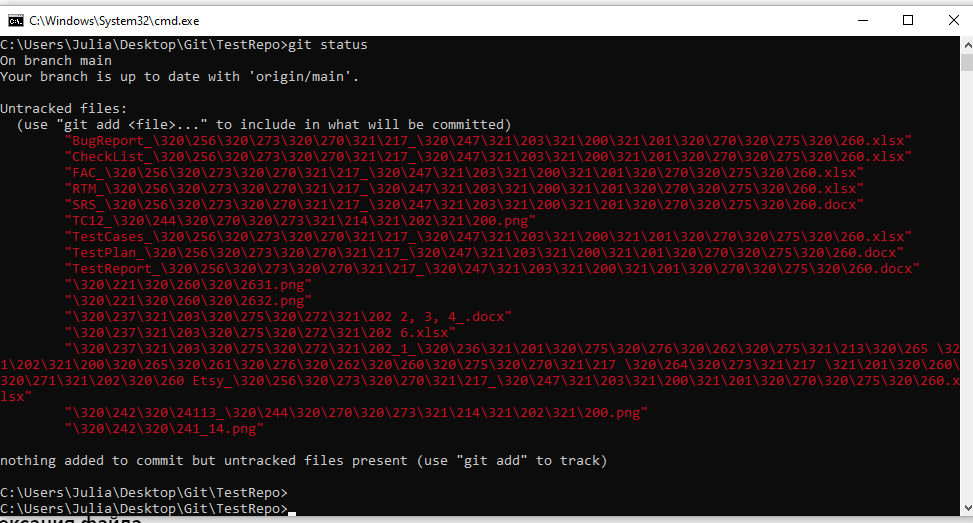 C:\Windows\System32\cmd.exe
C:\Users\Julia\Desktop\Git\TestRepo>git status
On branch main
Your branch is up to date with 'origin/main'.
Untracked files:
(use "git add <file>..." to include in what will be committed)
"BugReport_\320\256\320\273\320\270\321\217_\320\247\321\203\321\200\321\201\320\270\320\275\320\260.xlsx"
"CheckList_\320\256\320\273\320\270\321\217_\320\247\321\203\321\200\321\201\320\270\320\275\320\260.xlsx"
"FAC_\320\256\320\273\320\270\321\217_\320\247\321\203\321\200\321\201\320\270\320\275\320\260.xlsx"
"RTM_\320\256\320\273\320\270\321\217_\320\247\321\203\321\200\321\201\320\270\320\275\320\260.xlsx"
"SRS_\320\256\320\273\320\270\321\217_\320\247\321\203\321\200\321\201\320\270\320\275\320\260.docx"
"TC12_\320\244\320\270\320\273\321\214\321\202\321\200.png"
"TestCases_\320\256\320\273\320\270\321\217_\320\247\321\203\321\200\321\201\320\270\320\275\320\260.xlsx"
"TestPlan_\320\256\320\273\320\270\321\217_\320\247\321\203\321\200\321\201\320\270\320\275\320\260.docx"
"TestReport_\320\256\320\273\320\270\321\217_\320\247\321\203\321\200\321\201\320\270\320\275\320\260.docx"
"\320\221\320\260\320\2631.png"
"\320\221\320\260\320\2632.png"
"\320\237\321\203\320\275\320\272\321\202 2, 3, 4_.docx"
"\320\237\321\203\320\275\320\272\321\202 6.xlsx"
"\320\237\321\203\320\275\320\272\321\202_1_\320\236\321\201\320\275\320\276\320\262\320\275\321\213\320\265 \32
1\202\321\200\320\265\320\261\320\276\320\262\320\260\320\275\320\270\321\217 \320\264\320\273\321\217 \321\201\320\260\
320\271\321\202\320\260 Etsy_\320\256\320\273\320\270\321\217_\320\247\321\203\321\200\321\201\320\270\320\275\320\260.x
lsx"
"\320\242\320\24113_\320\244\320\270\320\273\321\214\321\202\321\200.png"
"\320\242\320\241_14.png"
nothing added to commit but untracked files present (use "git add" to track)
C:\Users\Julia\Desktop\Git\TestRepo>
C:\Users\Julia\Desktop\Git\TestRepo>